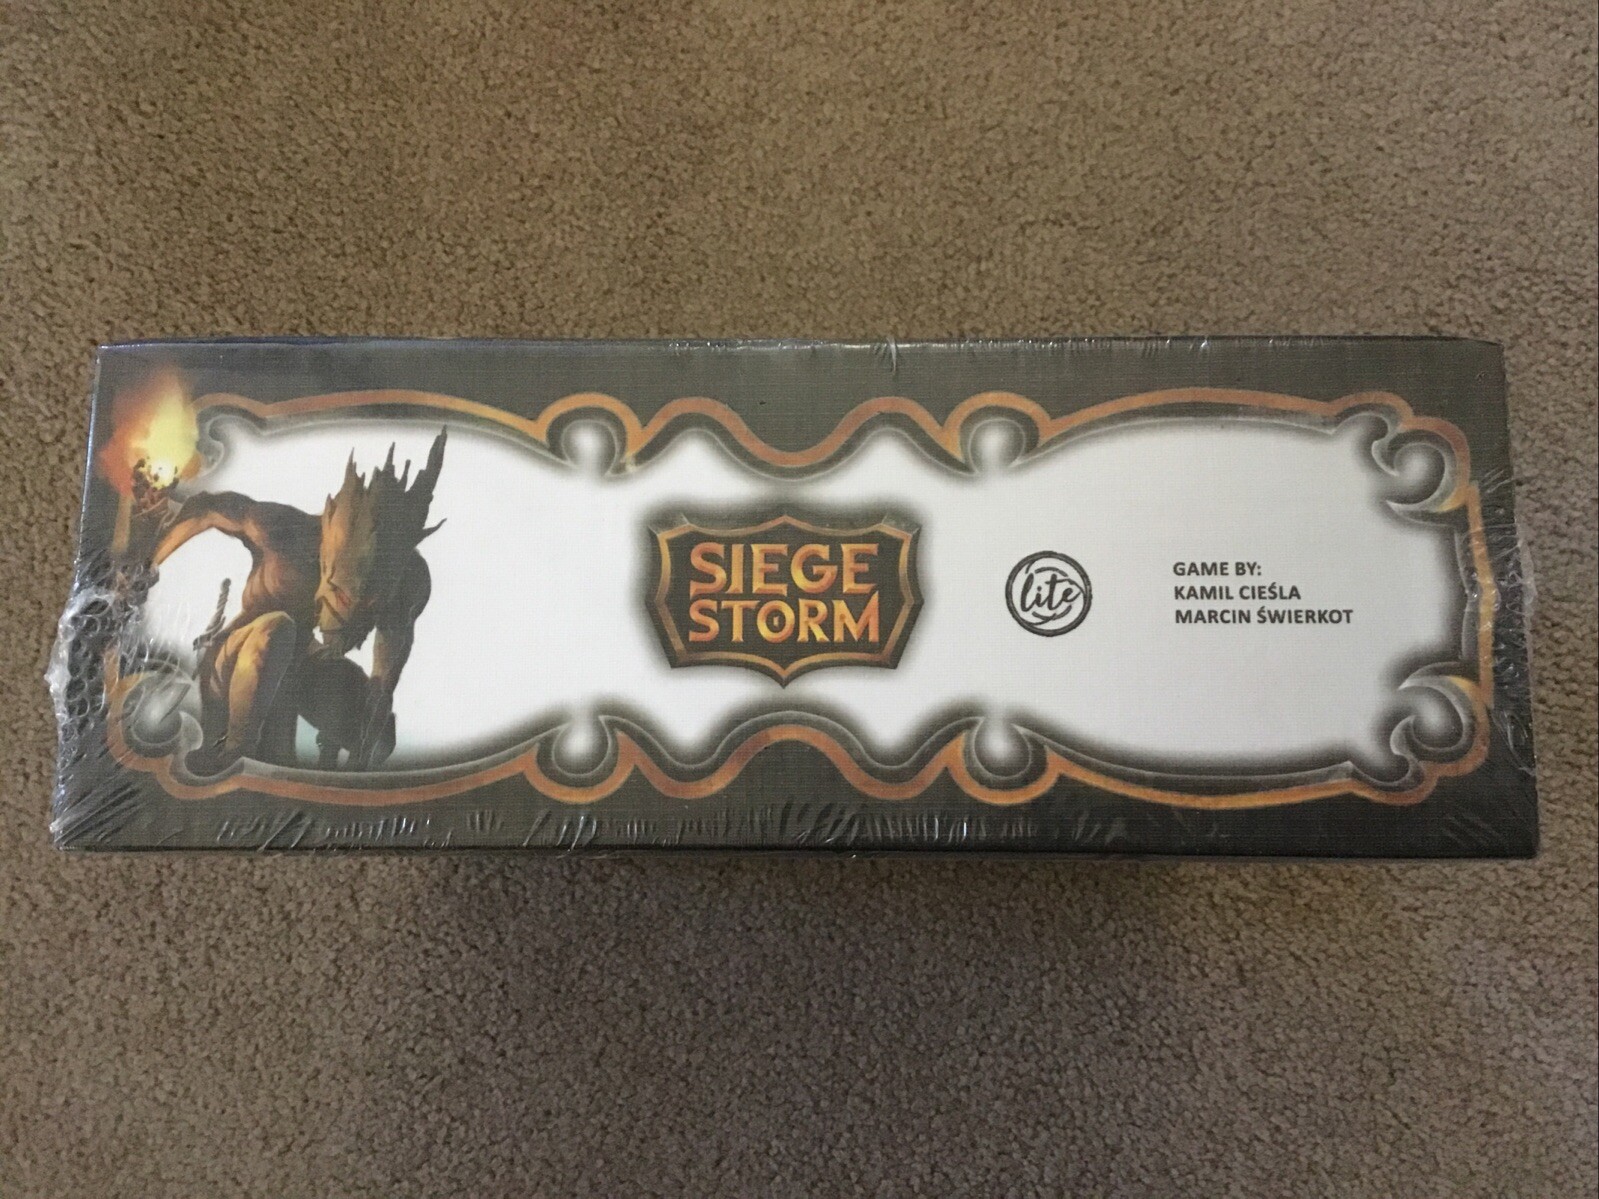 SIEGE
STORM
lite
GAME BY:
KAMIL CIEŚLA
MARCIN ŚWIERKOT